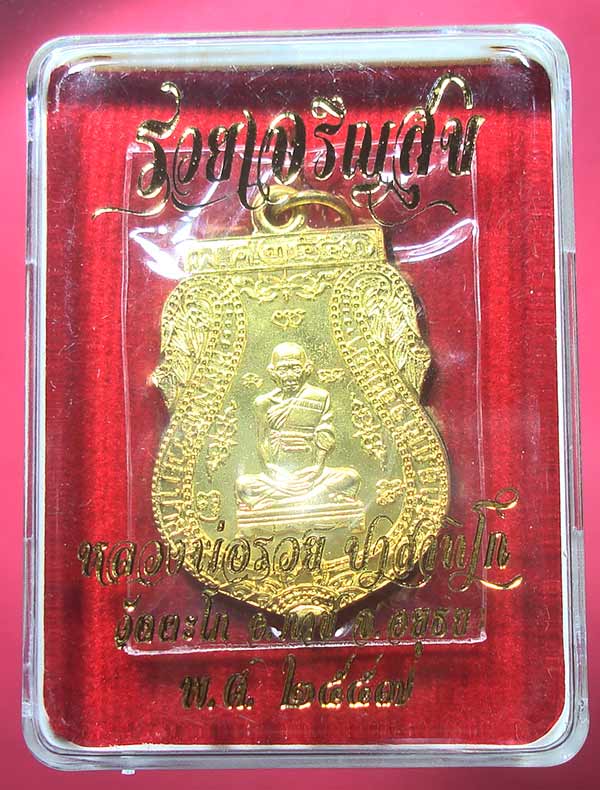 รวยเจริญสุข
หลวงพ่อรวย ปาสาทิโก
วัดตะโก อ.ภาชี จ.อยุธยา
พ.ศ. ๒๕๕๗